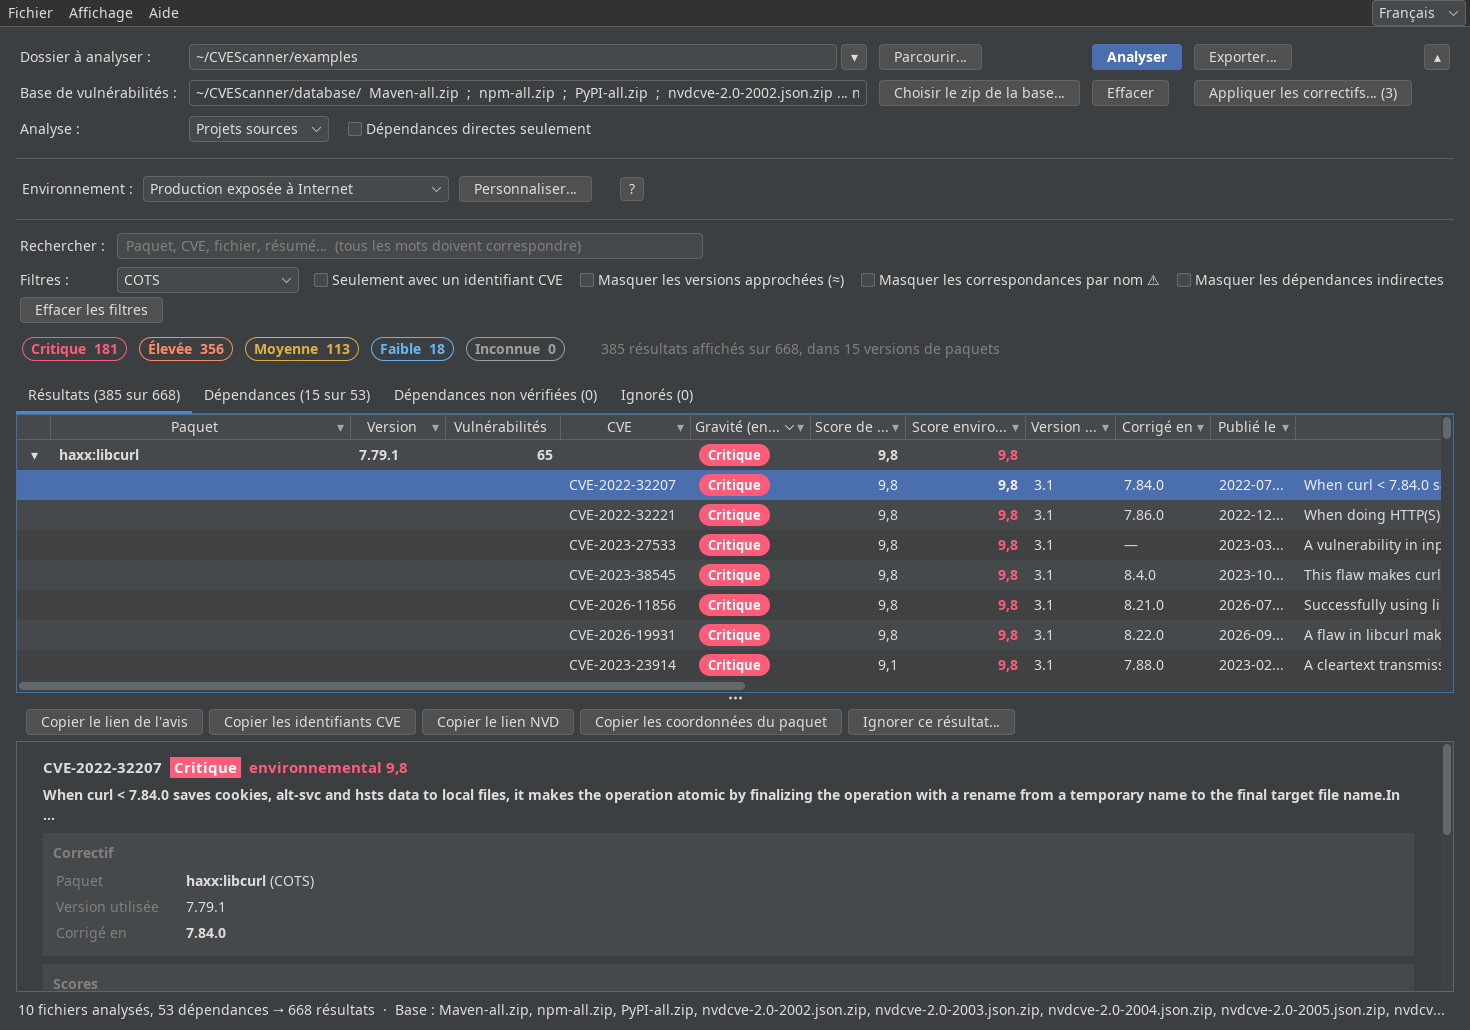 Fichier Affichage Aide Français
Dossier à analyser : ~/CVEScanner/examples ▾ Parcourir... Analyser Exporter... ▴
Base de vulnérabilités : ~/CVEScanner/database/ Maven-all.zip ; npm-all.zip ; PyPI-all.zip ; nvdcve-2.0-2002.json.zip ... n Choisir le zip de la base... Effacer Appliquer les correctifs... (3)
Analyse : Projets sources Dépendances directes seulement
Environnement : Production exposée à Internet Personnaliser... ?
Rechercher : Paquet, CVE, fichier, résumé... (tous les mots doivent correspondre)
Filtres : COTS Seulement avec un identifiant CVE Masquer les versions approchées (≈) Masquer les correspondances par nom ⚠ Masquer les dépendances indirectes
Effacer les filtres
Critique 181 Élevée 356 Moyenne 113 Faible 18 Inconnue 0 385 résultats affichés sur 668, dans 15 versions de paquets
Résultats (385 sur 668) Dépendances (15 sur 53) Dépendances non vérifiées (0) Ignorés (0)
Paquet ▾ Version ▾ Vulnérabilités CVE ▾ Gravité (en... ▾ Score de ... ▾ Score enviro... ▾ Version ... ▾ Corrigé en ▾ Publié le ▾
▾ haxx:libcurl 7.79.1 65 Critique 9,8 9,8
CVE-2022-32207 Critique 9,8 9,8 3.1 7.84.0 2022-07... When curl < 7.84.0 s
CVE-2022-32221 Critique 9,8 9,8 3.1 7.86.0 2022-12... When doing HTTP(S)
CVE-2023-27533 Critique 9,8 9,8 3.1 — 2023-03... A vulnerability in inp
CVE-2023-38545 Critique 9,8 9,8 3.1 8.4.0 2023-10... This flaw makes curl
CVE-2026-11856 Critique 9,8 9,8 3.1 8.21.0 2026-07... Successfully using li
CVE-2026-19931 Critique 9,8 9,8 3.1 8.22.0 2026-09... A flaw in libcurl mak
CVE-2023-23914 Critique 9,1 9,8 3.1 7.88.0 2023-02... A cleartext transmiss
Copier le lien de l'avis Copier les identifiants CVE Copier le lien NVD Copier les coordonnées du paquet Ignorer ce résultat...
CVE-2022-32207 Critique environnemental 9,8
When curl < 7.84.0 saves cookies, alt-svc and hsts data to local files, it makes the operation atomic by finalizing the operation with a rename from a temporary name to the final target file name.In
...
Correctif
Paquet haxx:libcurl (COTS)
Version utilisée 7.79.1
Corrigé en 7.84.0
Scores
10 fichiers analysés, 53 dépendances → 668 résultats · Base : Maven-all.zip, npm-all.zip, PyPI-all.zip, nvdcve-2.0-2002.json.zip, nvdcve-2.0-2003.json.zip, nvdcve-2.0-2004.json.zip, nvdcve-2.0-2005.json.zip, nvdcv...